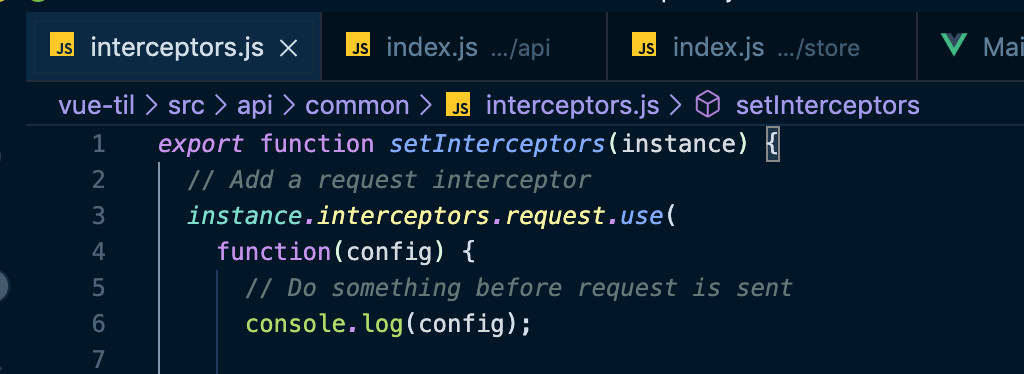 JS interceptors.js ×
JS index.js .../api
JS index.js .../store
Mai
vue-til > src > api > common > JS interceptors.js > setInterceptors
1 export function setInterceptors(instance) {
2 // Add a request interceptor
3 instance.interceptors.request.use(
4 function(config) {
5 // Do something before request is sent
6 console.log(config);
7